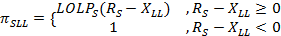 π_SLL = { LOLP_S(R_S − X_LL) , R_S − X_LL ≥ 0
1 , R_S − X_LL < 0